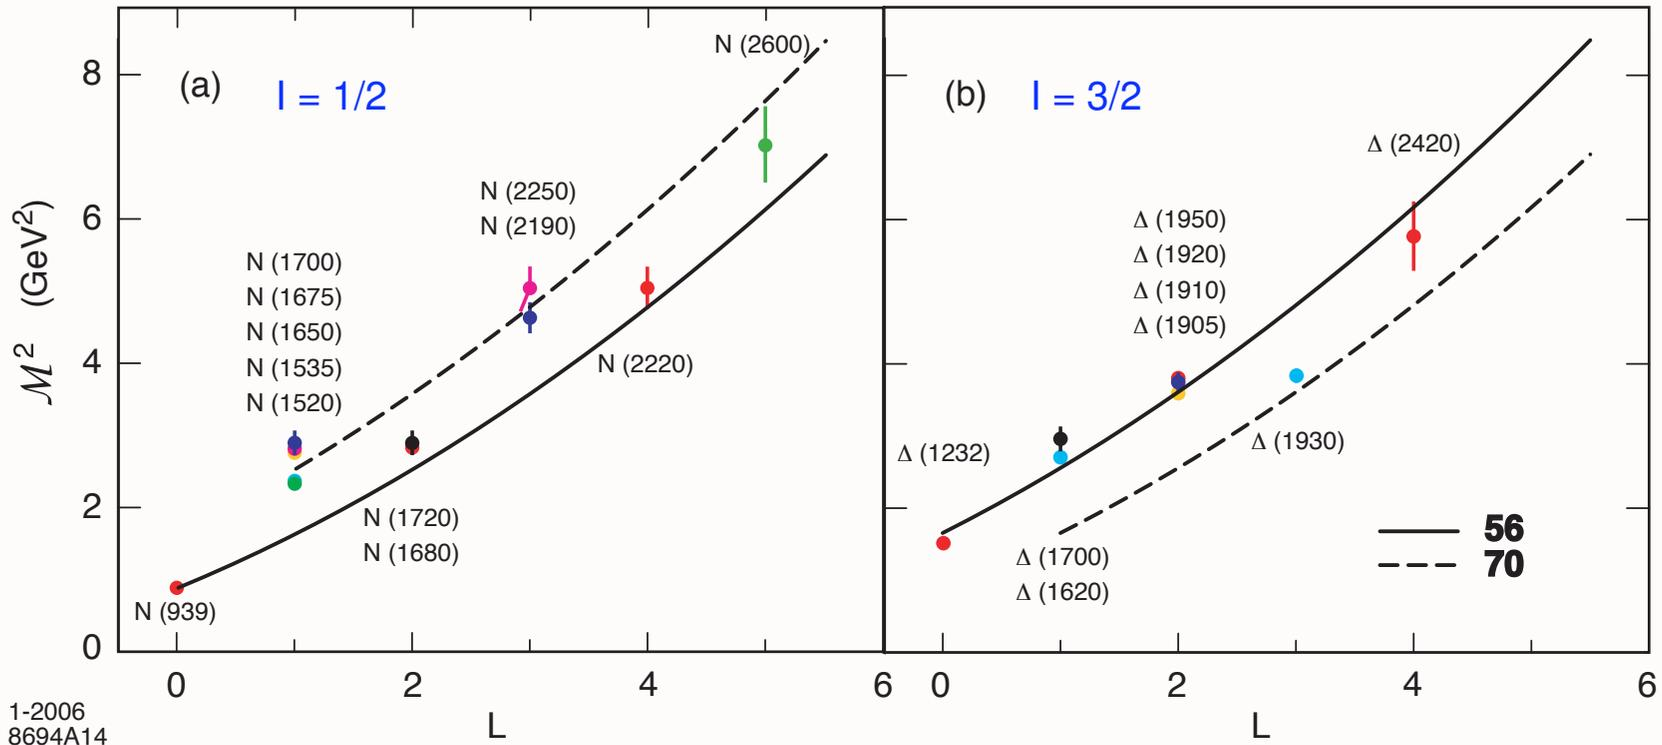 (a) I = 1/2
N (2600)
N (2250)
N (2190)
N (1700)
N (1675)
N (1650)
N (1535)
N (1520)
N (2220)
N (1720)
N (1680)
N (939)
8
6
4
2
0
ℳ² (GeV²)
0 2 4 6
L
(b) I = 3/2
Δ (2420)
Δ (1950)
Δ (1920)
Δ (1910)
Δ (1905)
Δ (1232)
Δ (1930)
Δ (1700)
Δ (1620)
56
70
0 2 4 6
L
1-2006
8694A14